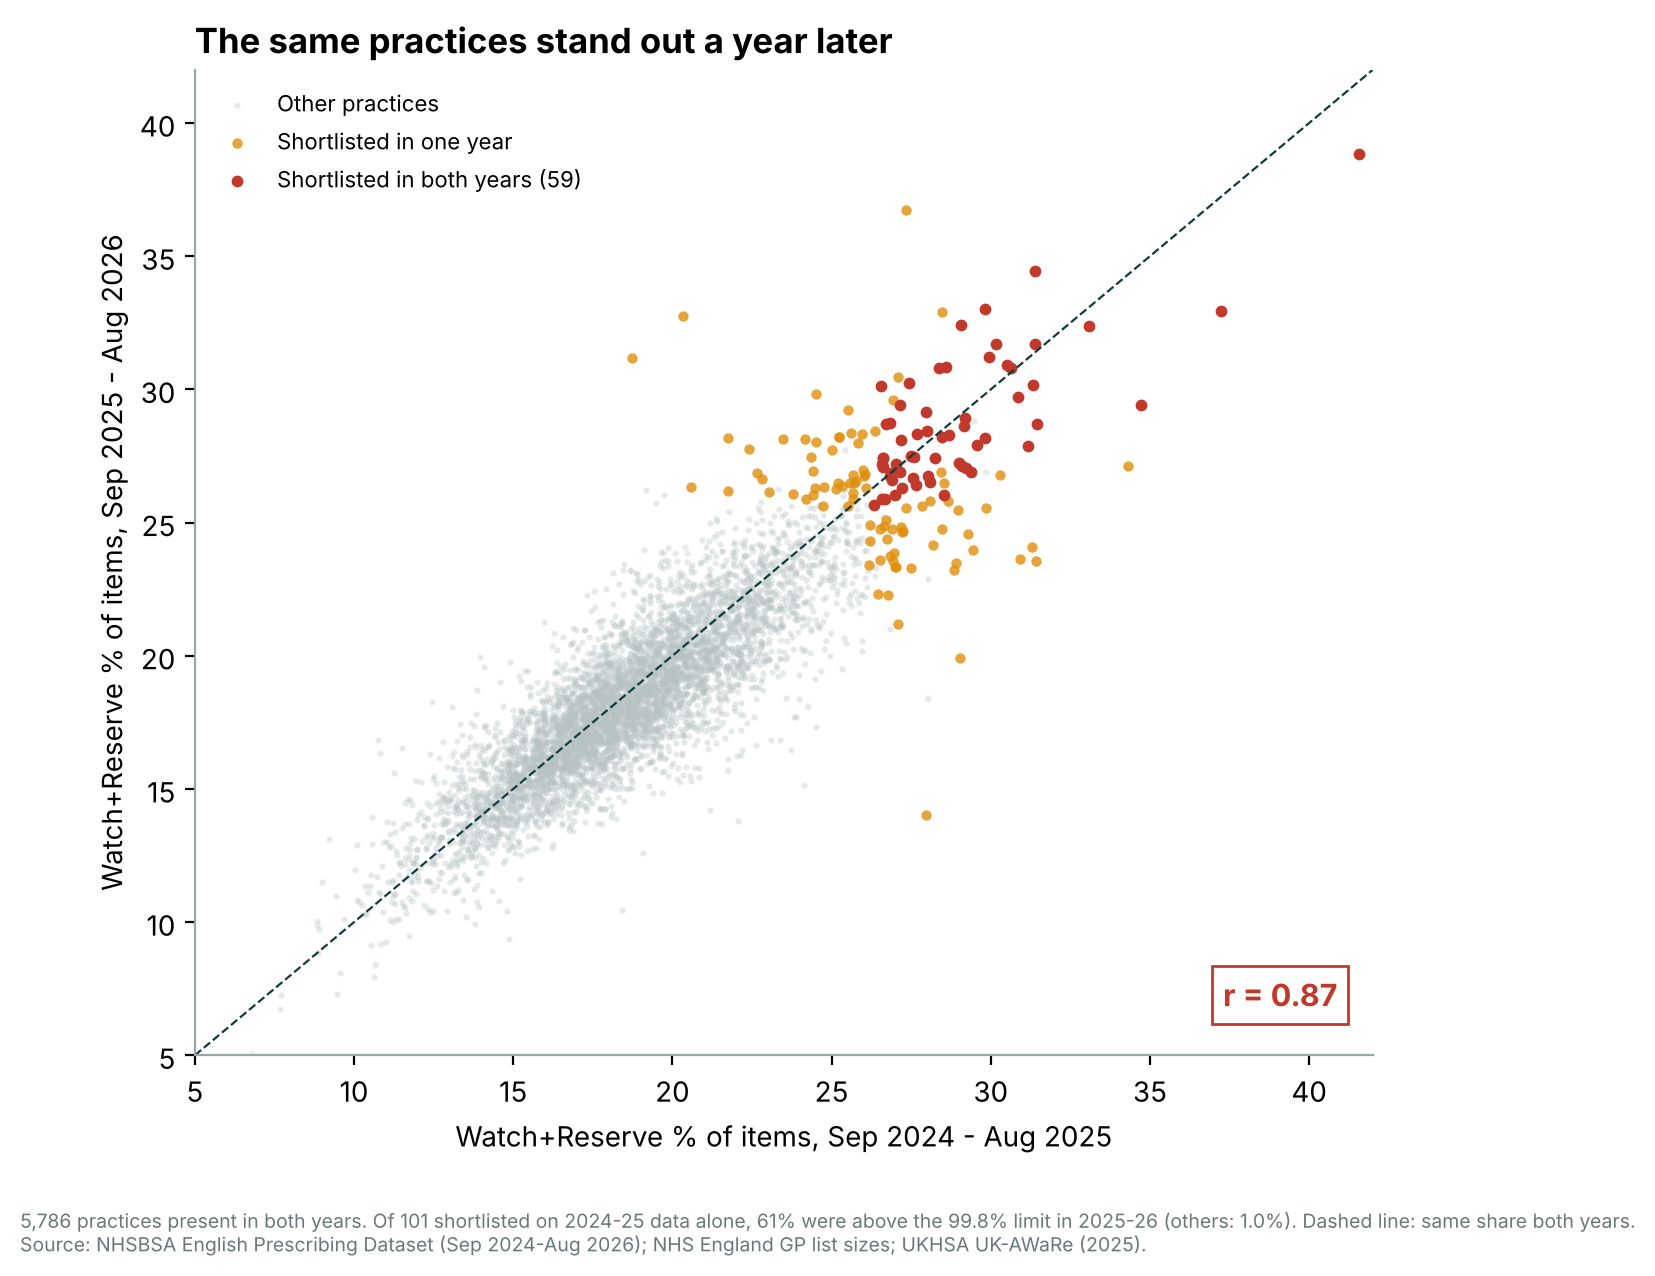 The same practices stand out a year later
Other practices
Shortlisted in one year
Shortlisted in both years (59)
40
35
30
25
20
15
10
5
Watch+Reserve % of items, Sep 2025 - Aug 2026
r = 0.87
5 10 15 20 25 30 35 40
Watch+Reserve % of items, Sep 2024 - Aug 2025
5,786 practices present in both years. Of 101 shortlisted on 2024-25 data alone, 61% were above the 99.8% limit in 2025-26 (others: 1.0%). Dashed line: same share both years.
Source: NHSBSA English Prescribing Dataset (Sep 2024-Aug 2026); NHS England GP list sizes; UKHSA UK-AWaRe (2025).